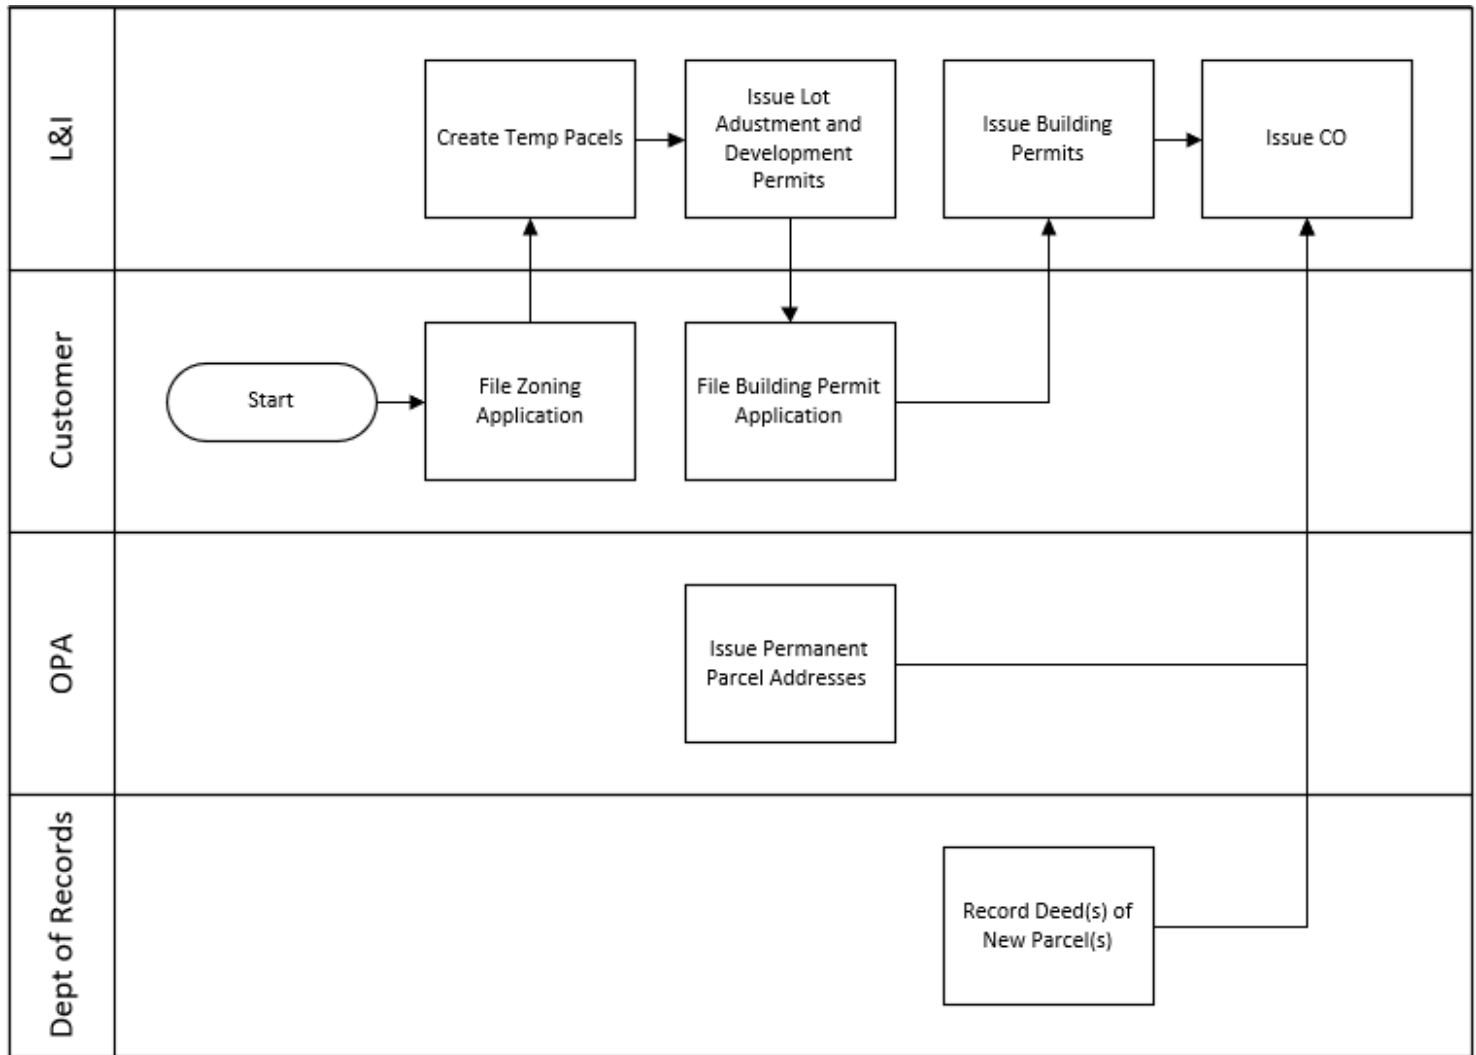 L&I
Create Temp Pacels
Issue Lot
Adustment and
Development
Permits
Issue Building
Permits
Issue CO
Customer
Start
File Zoning
Application
File Building Permit
Application
OPA
Issue Permanent
Parcel Addresses
Dept of Records
Record Deed(s) of
New Parcel(s)